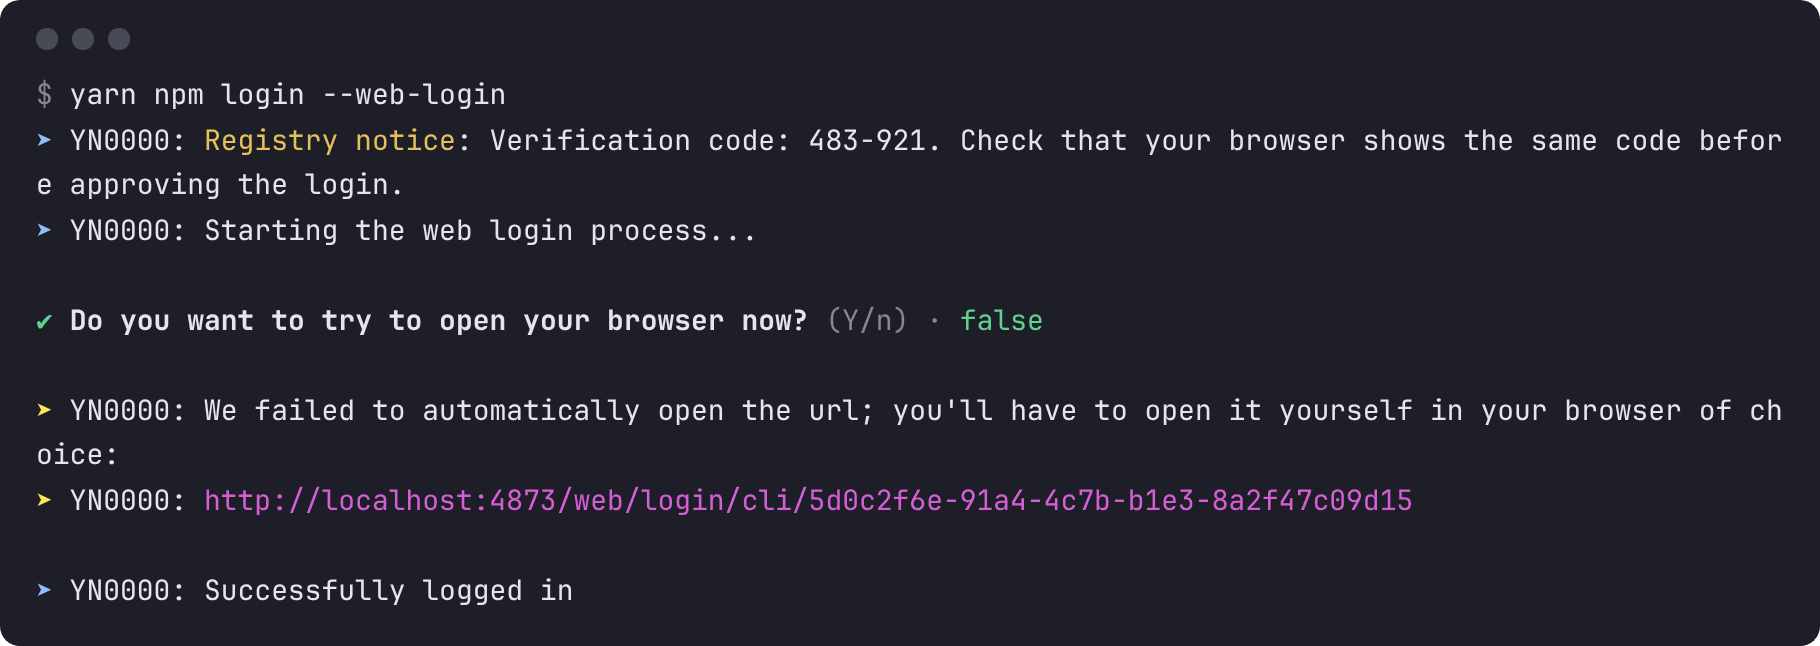 $ yarn npm login --web-login
➤ YN0000: Registry notice: Verification code: 483-921. Check that your browser shows the same code befor
e approving the login.
➤ YN0000: Starting the web login process...
✔ Do you want to try to open your browser now? (Y/n) · false
➤ YN0000: We failed to automatically open the url; you'll have to open it yourself in your browser of ch
oice:
➤ YN0000: http://localhost:4873/web/login/cli/5d0c2f6e-91a4-4c7b-b1e3-8a2f47c09d15
➤ YN0000: Successfully logged in